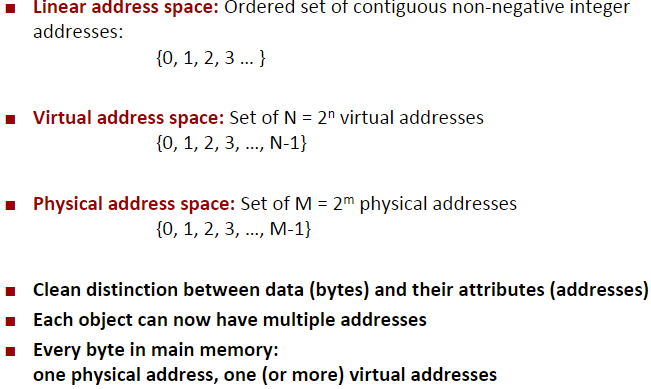 ■ Linear address space: Ordered set of contiguous non-negative integer
addresses:
{0, 1, 2, 3 ... }
■ Virtual address space: Set of N = 2ⁿ virtual addresses
{0, 1, 2, 3, ..., N-1}
■ Physical address space: Set of M = 2ᵐ physical addresses
{0, 1, 2, 3, ..., M-1}
■ Clean distinction between data (bytes) and their attributes (addresses)
■ Each object can now have multiple addresses
■ Every byte in main memory:
one physical address, one (or more) virtual addresses